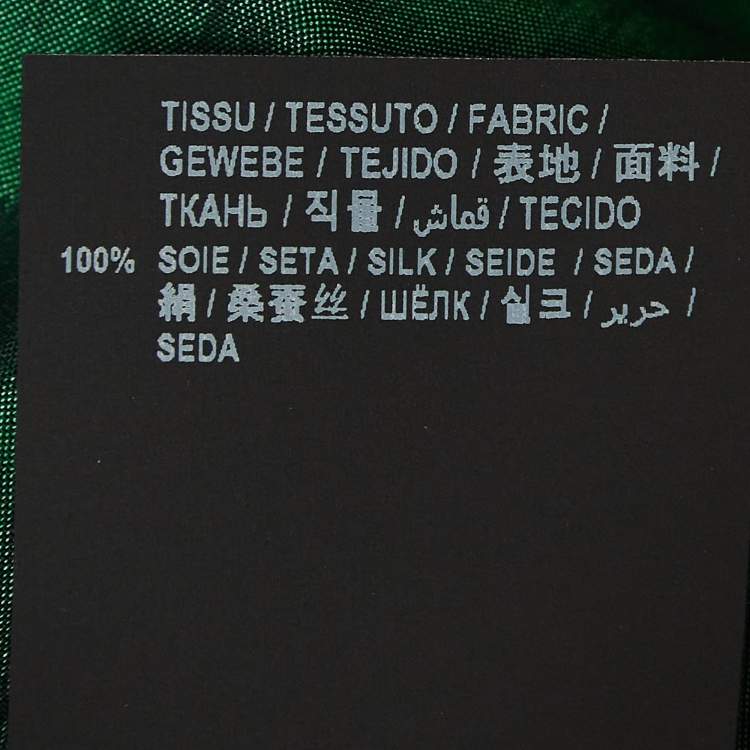 TISSU / TESSUTO / FABRIC /
GEWEBE / TEJIDO / 表地 / 面料 /
ТКАНЬ / 직물 / قماش / TECIDO
100% SOIE / SETA / SILK / SEIDE / SEDA /
絹 / 桑蚕丝 / ШЁЛК / 실크 / حرير /
SEDA